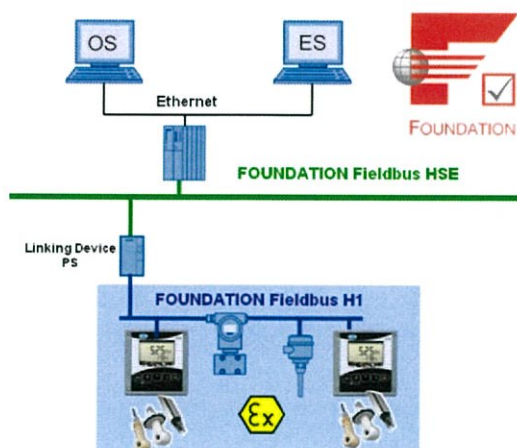 OS
ES
Ethernet
FOUNDATION
FOUNDATION Fieldbus HSE
Linking Device
PS
FOUNDATION Fieldbus H1
Ex